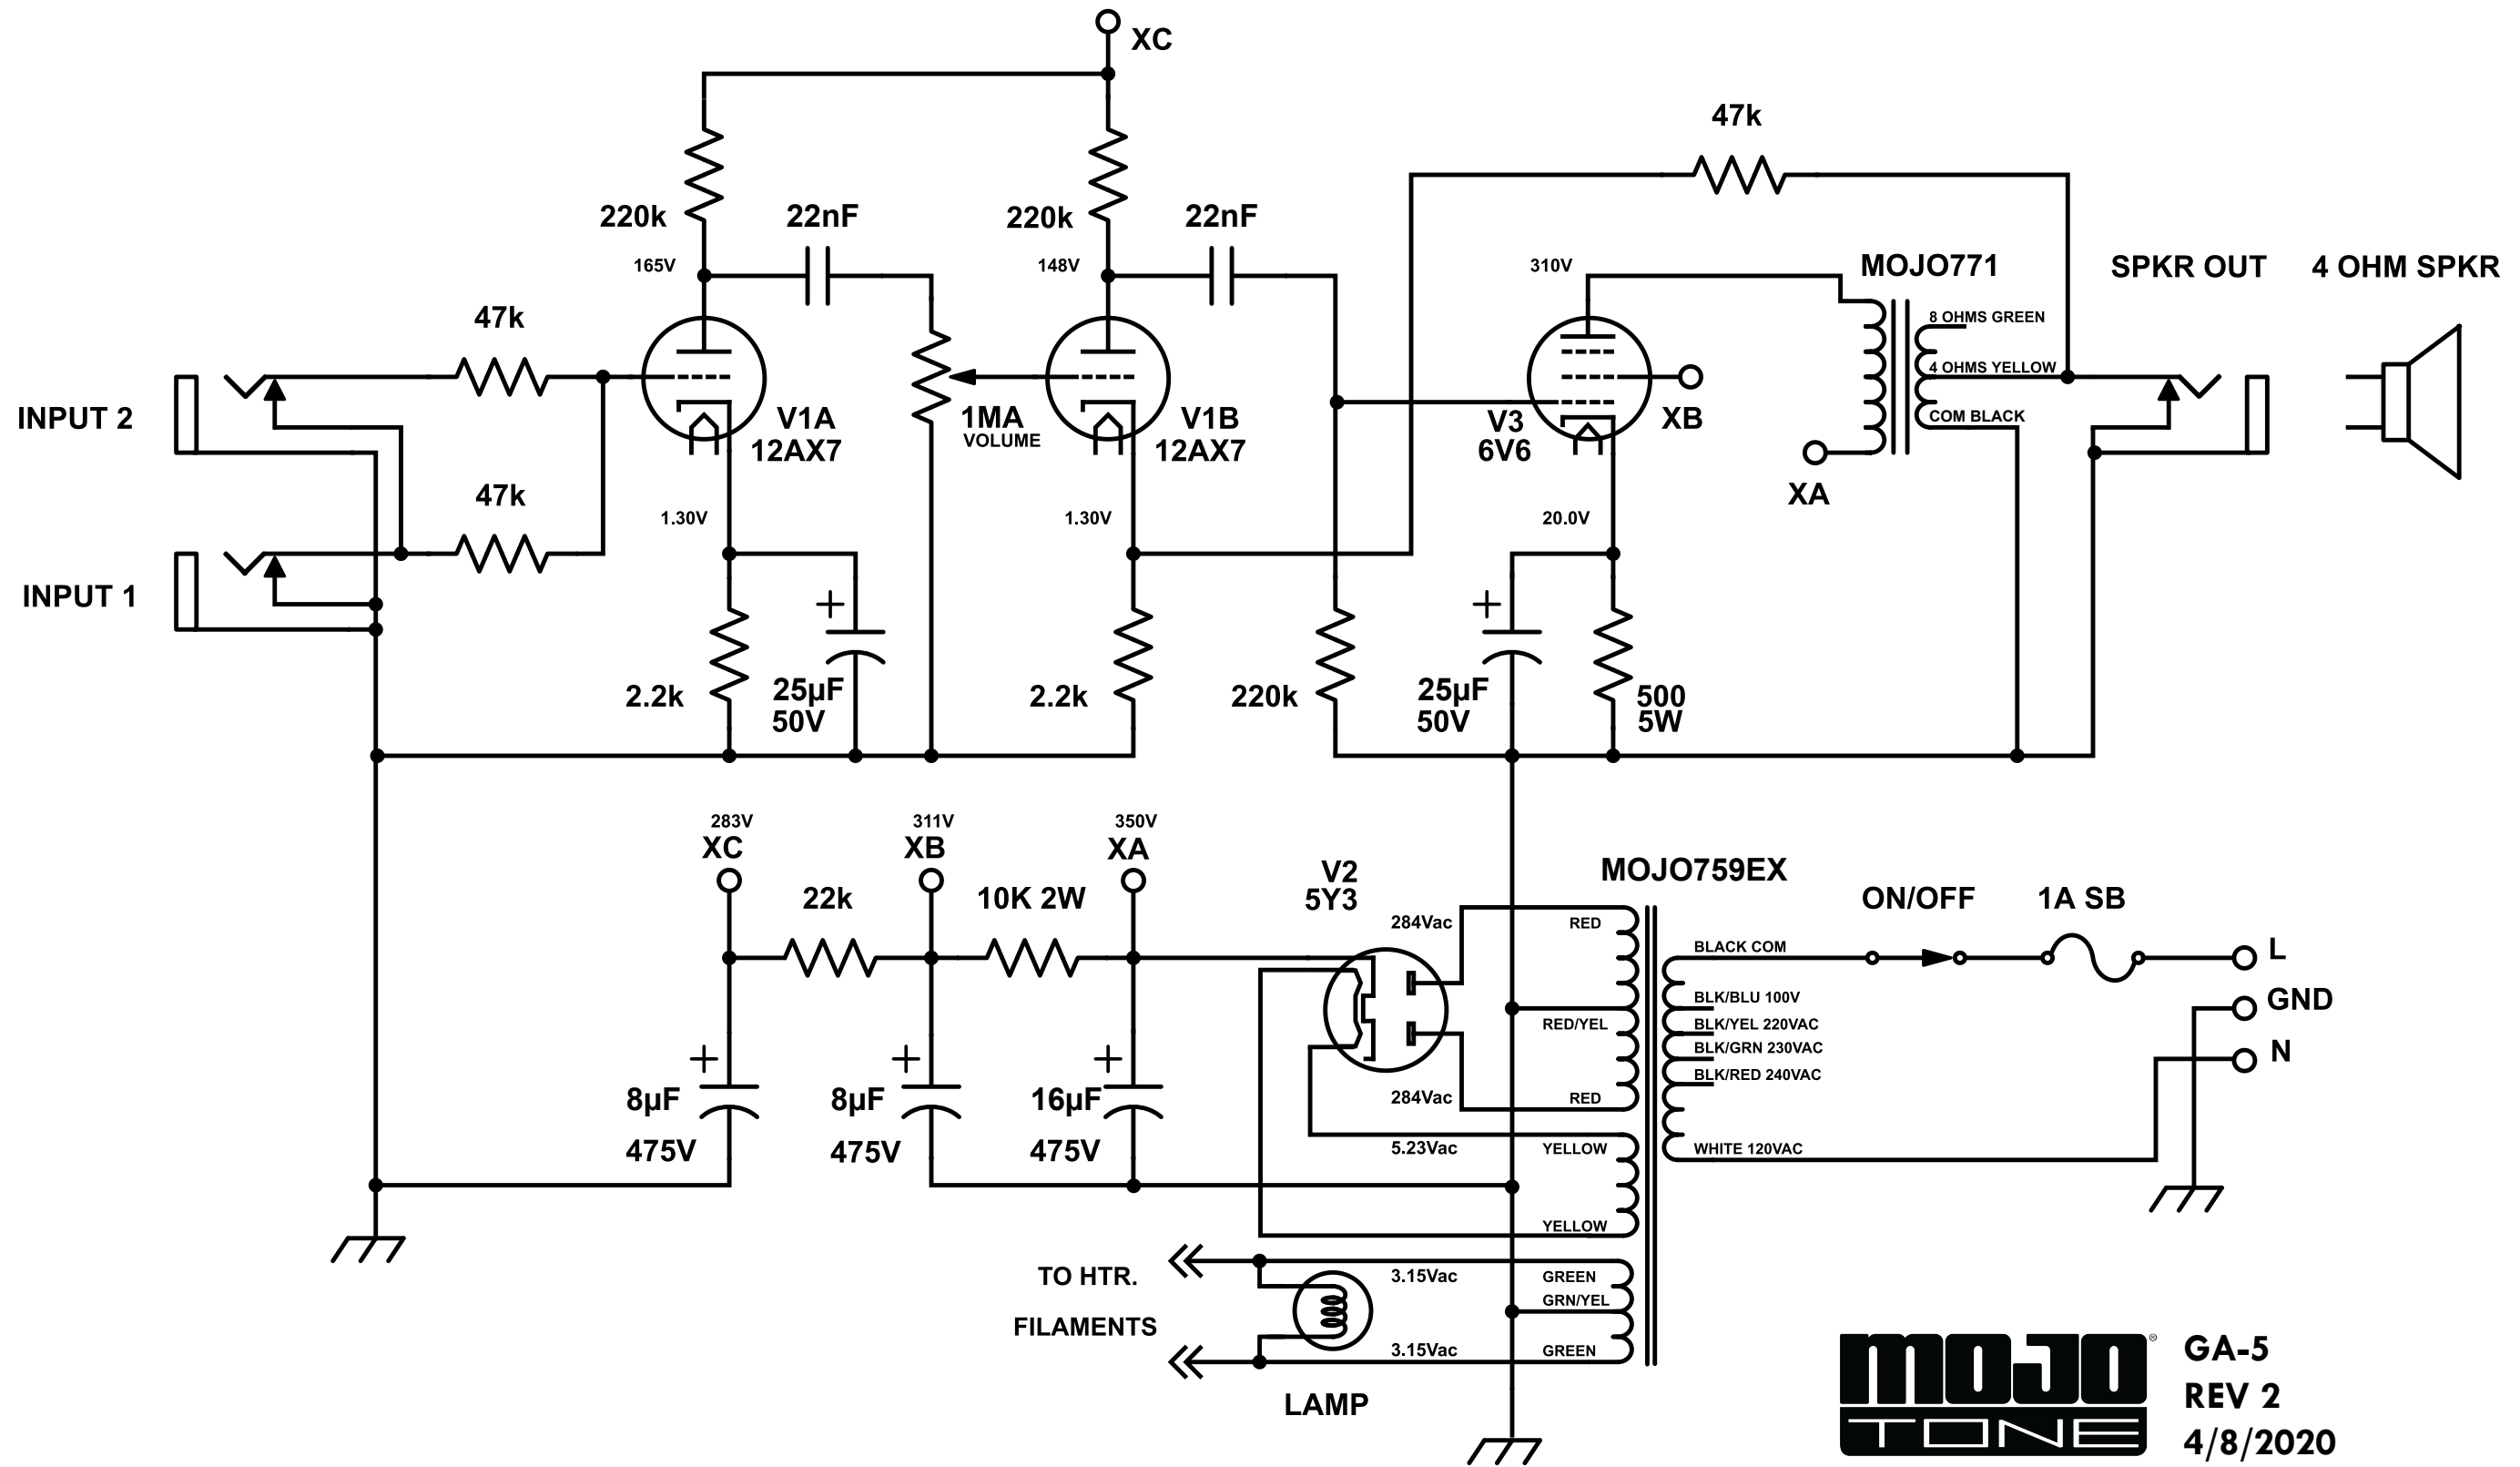 XC
47k
220k
22nF
220k
22nF
165V
148V
310V
MOJO771
SPKR OUT
4 OHM SPKR
47k
8 OHMS GREEN
4 OHMS YELLOW
COM BLACK
INPUT 2
V1A
12AX7
1MA
VOLUME
V1B
12AX7
V3
6V6
XB
XA
47k
1.30V
1.30V
20.0V
INPUT 1
+
+
2.2k
25µF
50V
2.2k
220k
25µF
50V
500
5W
283V
XC
311V
XB
350V
XA
V2
5Y3
MOJO759EX
22k
10K 2W
ON/OFF
1A SB
284Vac
RED
BLACK COM
L
BLK/BLU 100V
GND
RED/YEL
BLK/YEL 220VAC
BLK/GRN 230VAC
N
BLK/RED 240VAC
+
+
+
8µF
475V
8µF
475V
16µF
475V
284Vac
RED
5.23Vac
YELLOW
WHITE 120VAC
YELLOW
TO HTR.
FILAMENTS
3.15Vac
GREEN
GRN/YEL
3.15Vac
GREEN
LAMP
MOJO ®
TONE
GA-5
REV 2
4/8/2020